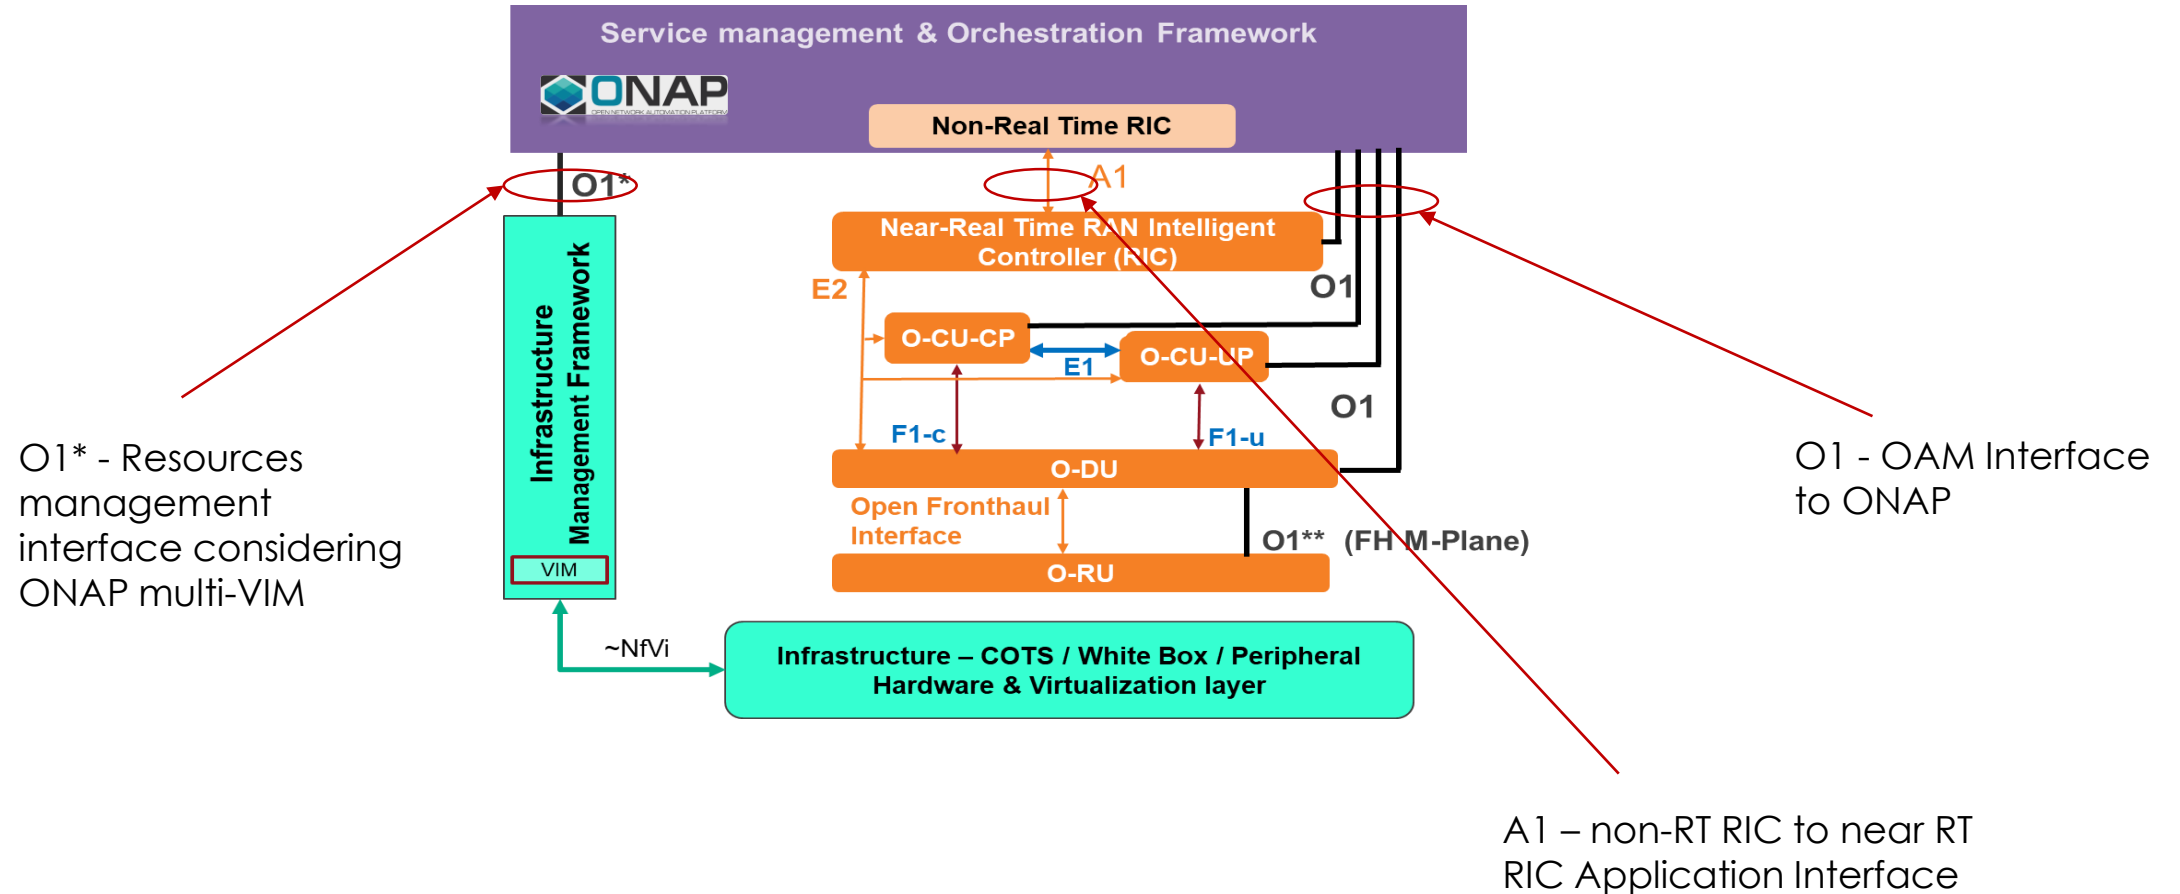 Service management & Orchestration Framework
ONAP
OPEN NETWORK AUTOMATION PLATFORM
Non-Real Time RIC
O1*
A1
Near-Real Time RAN Intelligent
Controller (RIC)
E2
O1
O-CU-CP
O-CU-UP
E1
Infrastructure
Management Framework
O1
F1-c
F1-u
O-DU
Open Fronthaul
Interface
O1** (FH M-Plane)
VIM
O-RU
~NfVi
Infrastructure – COTS / White Box / Peripheral
Hardware & Virtualization layer
O1* - Resources
management
interface considering
ONAP multi-VIM
O1 - OAM Interface
to ONAP
A1 – non-RT RIC to near RT
RIC Application Interface